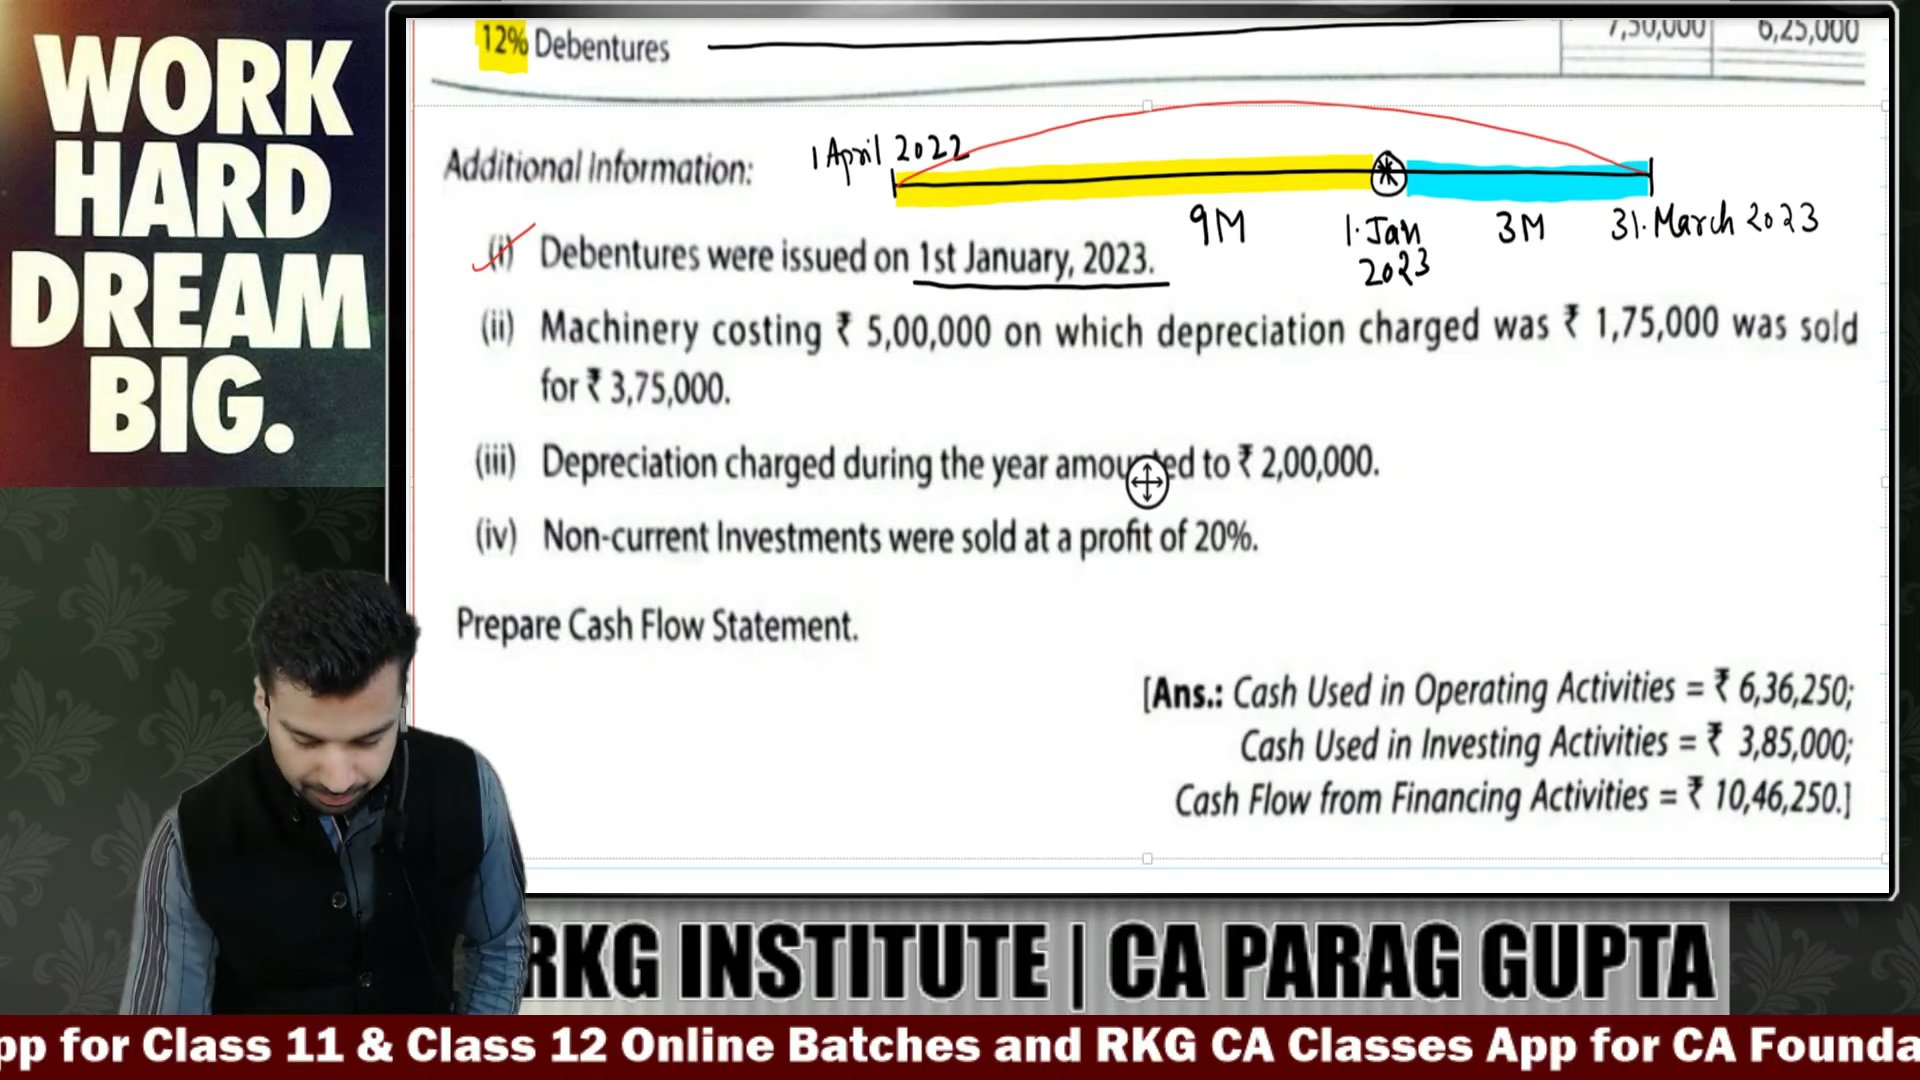 WORK
HARD
DREAM
BIG.
12% Debentures 7,50,000 6,25,000
Additional Information:
1 April 2022
9M
1. Jan
2023
3M
31. March 2023
(i) Debentures were issued on 1st January, 2023.
(ii) Machinery costing ₹ 5,00,000 on which depreciation charged was ₹ 1,75,000 was sold
for ₹ 3,75,000.
(iii) Depreciation charged during the year amounted to ₹ 2,00,000.
(iv) Non-current Investments were sold at a profit of 20%.
Prepare Cash Flow Statement.
[Ans.: Cash Used in Operating Activities = ₹ 6,36,250;
Cash Used in Investing Activities = ₹ 3,85,000;
Cash Flow from Financing Activities = ₹ 10,46,250.]
RKG INSTITUTE | CA PARAG GUPTA
pp for Class 11 & Class 12 Online Batches and RKG CA Classes App for CA Founda